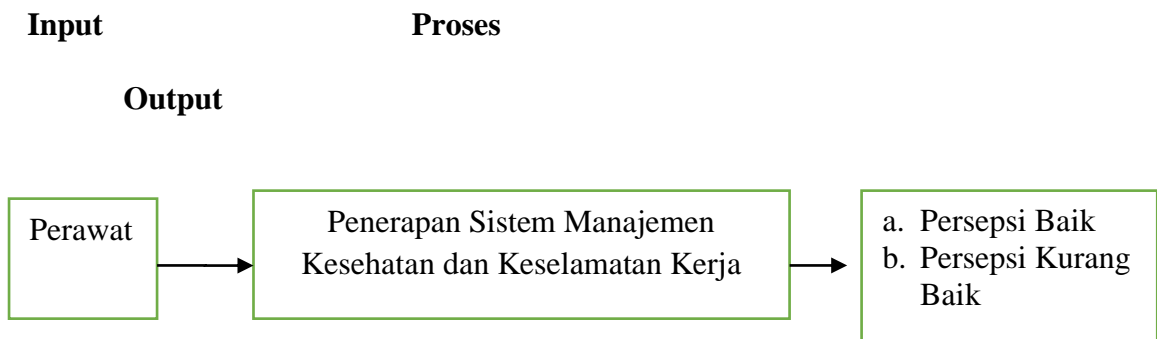 Input Proses
Output
Perawat
Penerapan Sistem Manajemen
Kesehatan dan Keselamatan Kerja
a. Persepsi Baik
b. Persepsi Kurang
Baik